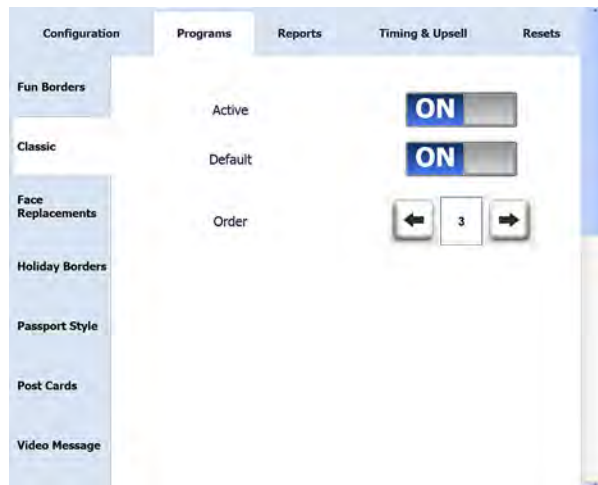 Configuration Programs Reports Timing & Upsell Resets
Fun Borders
Active ON
Classic
Default ON
Face
Replacements
Order 3
Holiday Borders
Passport Style
Post Cards
Video Message